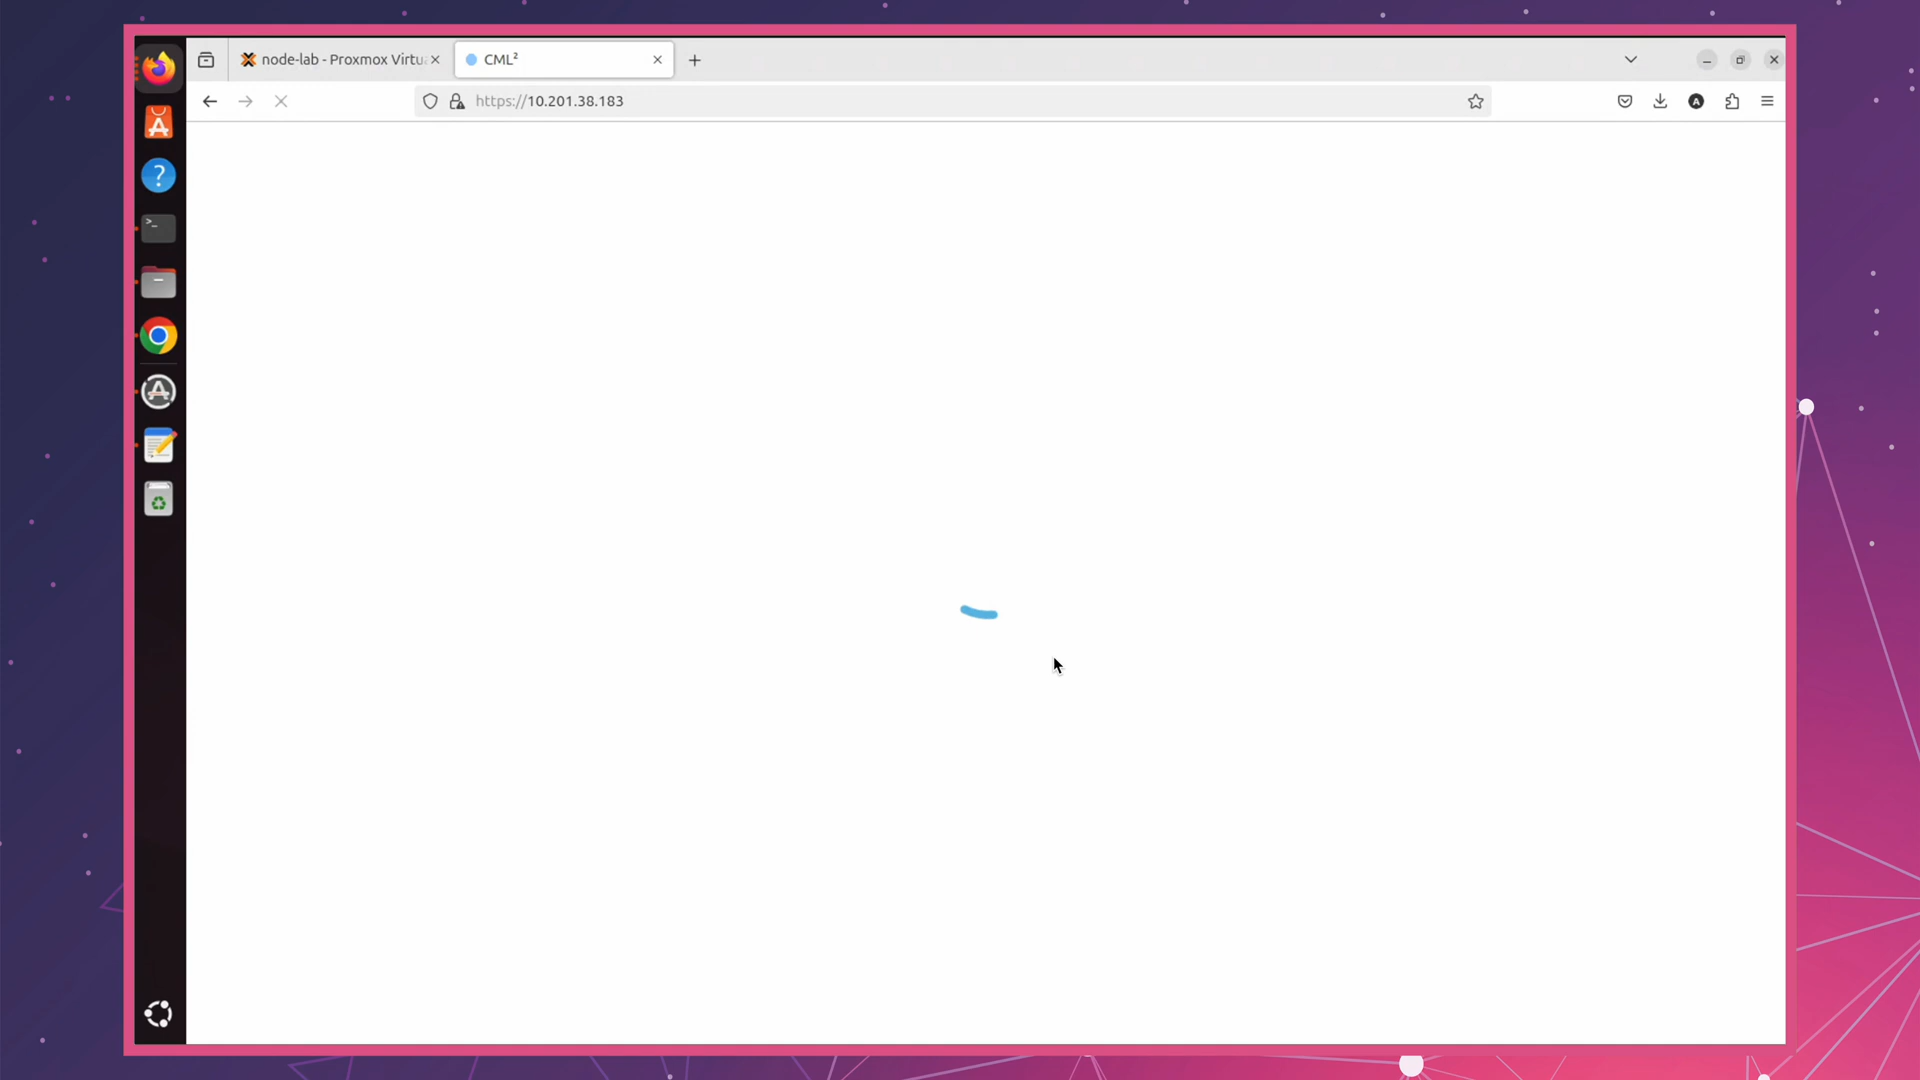 node-lab - Proxmox Virtu
CML²
https://10.201.38.183